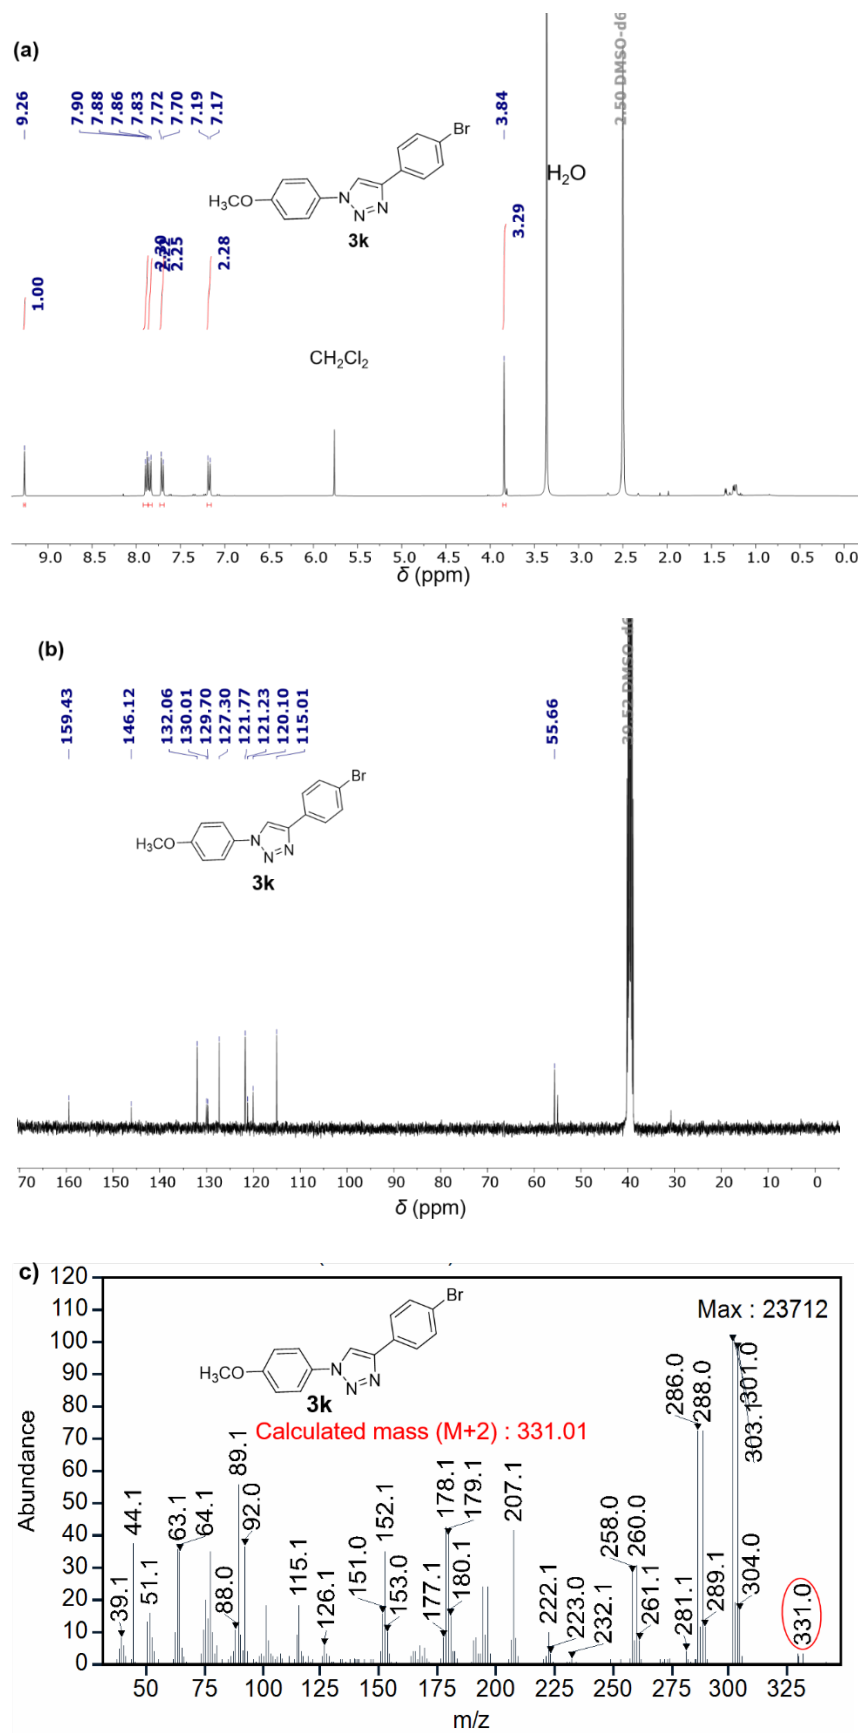 (a)
9.26
7.90
7.88
7.86
7.83
7.72
7.70
7.19
7.17
3.84
2.50 DMSO-d6
Br
H₃CO
N
N=N
3k
H₂O
1.00
2.30
2.22
2.25
2.28
3.29
CH₂Cl₂
9.0 8.5 8.0 7.5 7.0 6.5 6.0 5.5 5.0 4.5 4.0 3.5 3.0 2.5 2.0 1.5 1.0 0.5 0.0
δ (ppm)
(b)
159.43
146.12
132.06
130.01
129.70
127.30
121.77
121.23
120.10
115.01
55.66
39.52 DMSO-d6
Br
H₃CO
N
N=N
3k
70 160 150 140 130 120 110 100 90 80 70 60 50 40 30 20 10 0
δ (ppm)
c)
120
110
100
90
80
70
60
50
40
30
20
10
0
Abundance
Br
H₃CO
N
N=N
3k
Max : 23712
Calculated mass (M+2) : 331.01
39.1
44.1
51.1
63.1
64.1
88.0
89.1
92.0
115.1
126.1
151.0
152.1
153.0
177.1
178.1
179.1
180.1
207.1
222.1
223.0
232.1
258.0
260.0
261.1
281.1
286.0
288.0
289.1
301.0
303.1
304.0
331.0
50 75 100 125 150 175 200 225 250 275 300 325
m/z